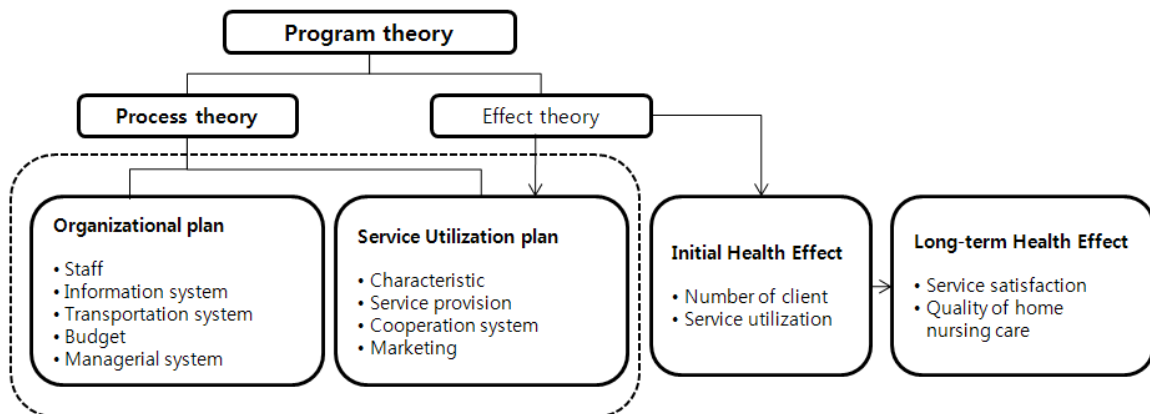 Program theory
Process theory
Effect theory
Organizational plan
• Staff
• Information system
• Transportation system
• Budget
• Managerial system
Service Utilization plan
• Characteristic
• Service provision
• Cooperation system
• Marketing
Initial Health Effect
• Number of client
• Service utilization
Long-term Health Effect
• Service satisfaction
• Quality of home
nursing care